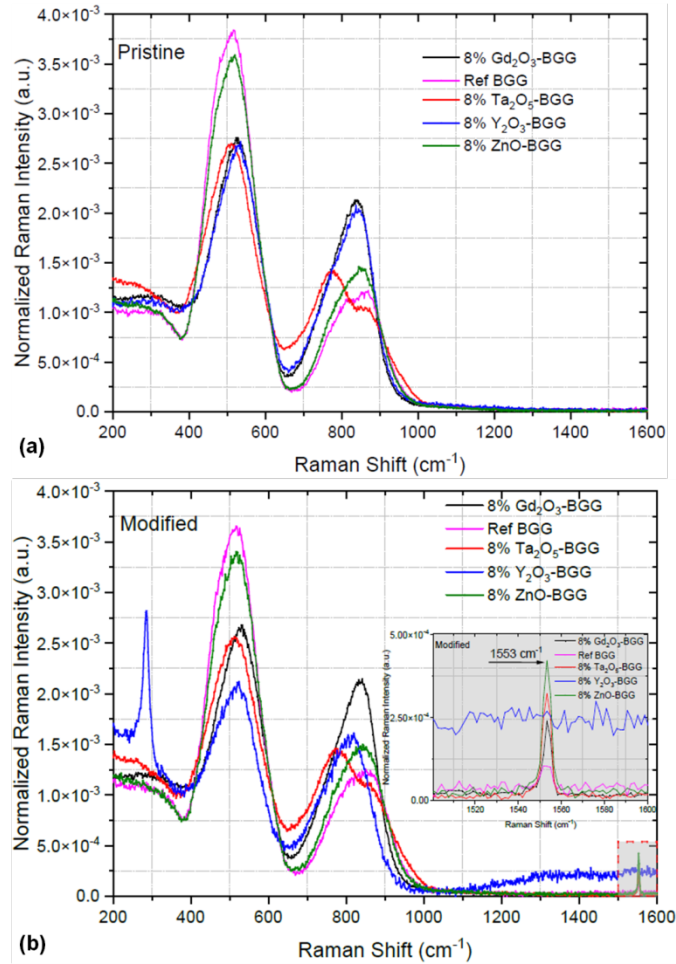 Pristine
8% Gd₂O₃-BGG
Ref BGG
8% Ta₂O₅-BGG
8% Y₂O₃-BGG
8% ZnO-BGG
Normalized Raman Intensity (a.u.)
4.0×10⁻³
3.5×10⁻³
3.0×10⁻³
2.5×10⁻³
2.0×10⁻³
1.5×10⁻³
1.0×10⁻³
5.0×10⁻⁴
0.0
200 400 600 800 1000 1200 1400 1600
Raman Shift (cm⁻¹)
(a)
Modified
8% Gd₂O₃-BGG
Ref BGG
8% Ta₂O₅-BGG
8% Y₂O₃-BGG
8% ZnO-BGG
Normalized Raman Intensity (a.u.)
4.0×10⁻³
3.5×10⁻³
3.0×10⁻³
2.5×10⁻³
2.0×10⁻³
1.5×10⁻³
1.0×10⁻³
5.0×10⁻⁴
0.0
Modified
1553 cm⁻¹
8% Gd₂O₃-BGG
Ref BGG
8% Ta₂O₅-BGG
8% Y₂O₃-BGG
8% ZnO-BGG
Normalized Raman Intensity (a.u.)
5.00×10⁻⁴
2.50×10⁻⁴
0.00
1520 1540 1560 1580 1600
Raman Shift (cm⁻¹)
200 400 600 800 1000 1200 1400 1600
Raman Shift (cm⁻¹)
(b)